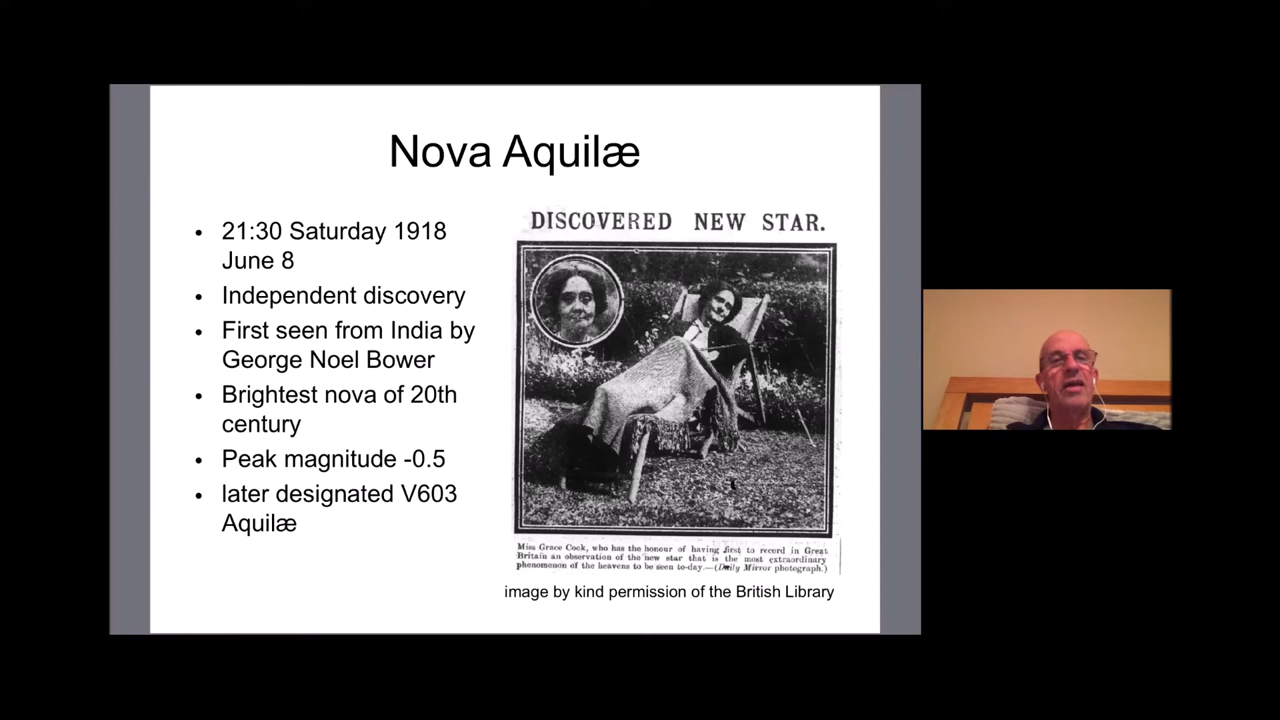 Nova Aquilæ
• 21:30 Saturday 1918
June 8
• Independent discovery
• First seen from India by
George Noel Bower
• Brightest nova of 20th
century
• Peak magnitude -0.5
• later designated V603
Aquilæ
DISCOVERED NEW STAR.
Miss Grace Cook, who has the honour of having first to record in Great
Britain an observation of the new star that is the most extraordinary
phenomenon of the heavens to be seen to-day.—(Daily Mirror photograph.)
image by kind permission of the British Library